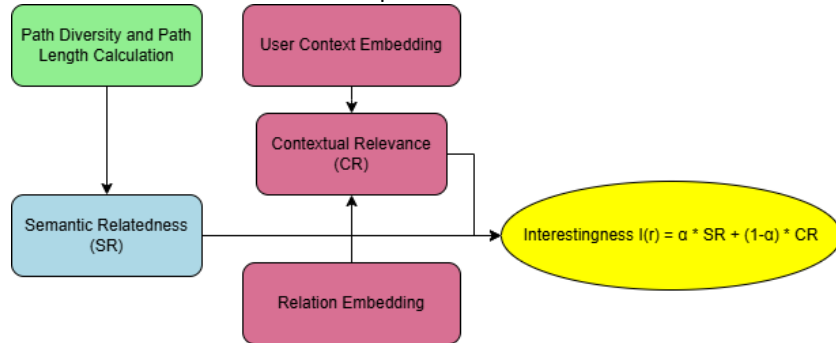 Path Diversity and Path
Length Calculation
User Context Embedding
Contextual Relevance
(CR)
Semantic Relatedness
(SR)
Interestingness I(r) = α * SR + (1-α) * CR
Relation Embedding